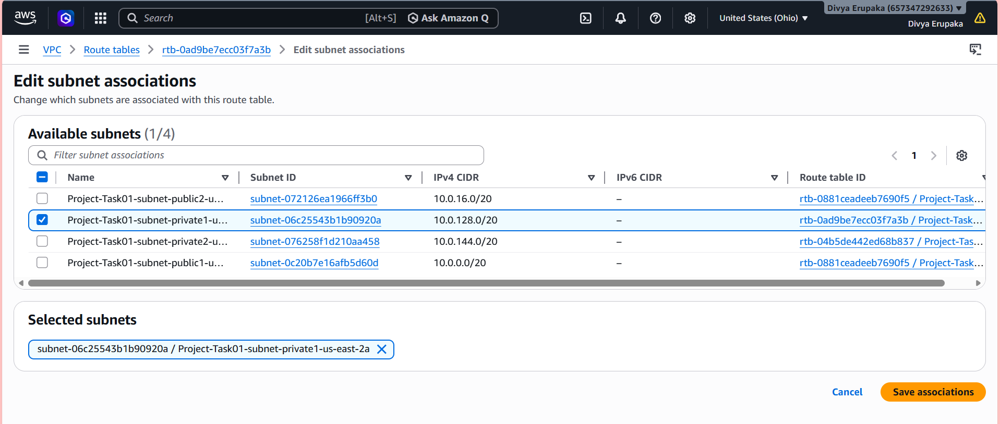 aws
Search [Alt+S] Ask Amazon Q
United States (Ohio)
Divya Erupaka (657347292633)
Divya Erupaka
VPC > Route tables > rtb-0ad9be7ecc03f7a3b > Edit subnet associations
Edit subnet associations
Change which subnets are associated with this route table.
Available subnets (1/4)
Filter subnet associations
1
Name Subnet ID IPv4 CIDR IPv6 CIDR Route table ID
Project-Task01-subnet-public2-u... subnet-072126ea1966ff3b0 10.0.16.0/20 – rtb-0881ceadeeb7690f5 / Project-Task...
Project-Task01-subnet-private1-u... subnet-06c25543b1b90920a 10.0.128.0/20 – rtb-0ad9be7ecc03f7a3b / Project-Task...
Project-Task01-subnet-private2-u... subnet-076258f1d210aa458 10.0.144.0/20 – rtb-04b5de442ed68b837 / Project-Tas...
Project-Task01-subnet-public1-u... subnet-0c20b7e16afb5d60d 10.0.0.0/20 – rtb-0881ceadeeb7690f5 / Project-Task...
Selected subnets
subnet-06c25543b1b90920a / Project-Task01-subnet-private1-us-east-2a
Cancel Save associations